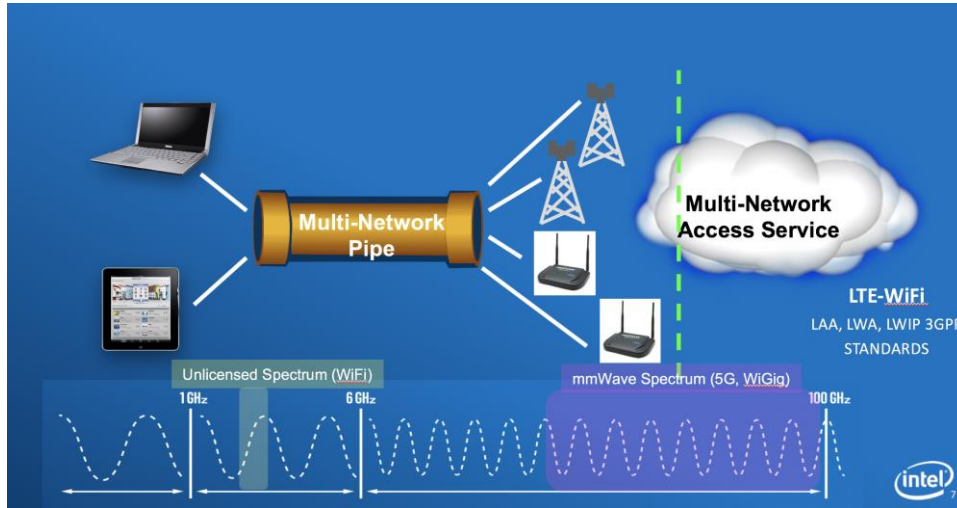 Multi-Network
Pipe
Multi-Network
Access Service
LTE-WiFi
LAA, LWA, LWIP 3GPP
STANDARDS
Unlicensed Spectrum (WiFi)
mmWave Spectrum (5G, WiGig)
1 GHz
6 GHz
100 GHz
intel
7